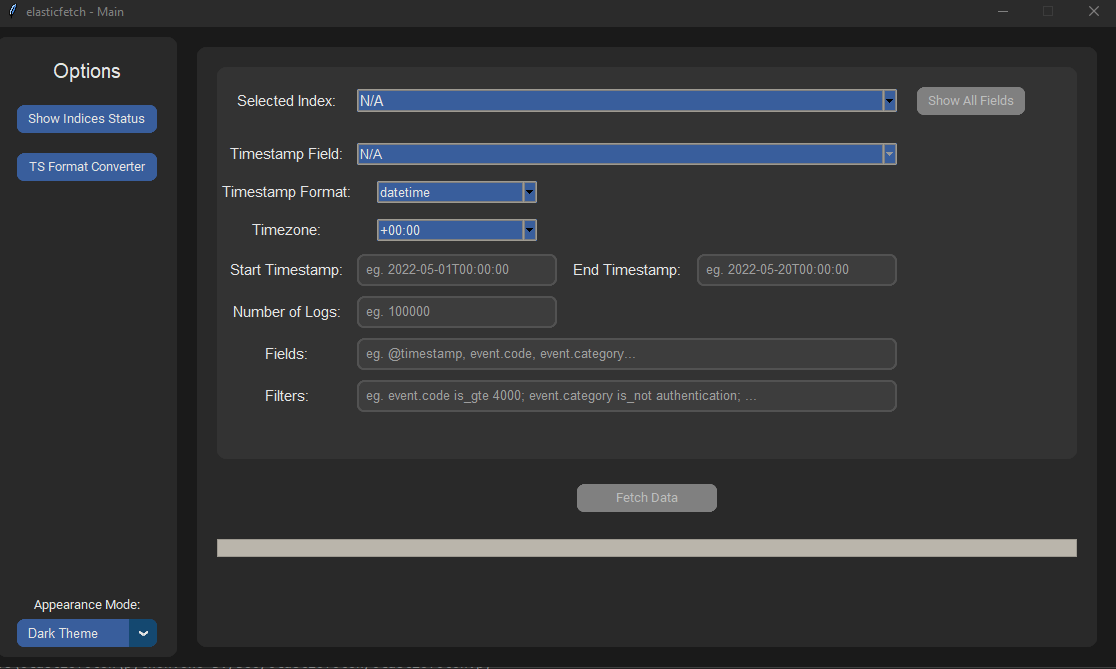 elasticfetch - Main
Options
Show Indices Status
TS Format Converter
Selected Index: N/A Show All Fields
Timestamp Field: N/A
Timestamp Format: datetime
Timezone: +00:00
Start Timestamp: eg. 2022-05-01T00:00:00 End Timestamp: eg. 2022-05-20T00:00:00
Number of Logs: eg. 100000
Fields: eg. @timestamp, event.code, event.category...
Filters: eg. event.code is_gte 4000; event.category is_not authentication; ...
Fetch Data
Appearance Mode:
Dark Theme